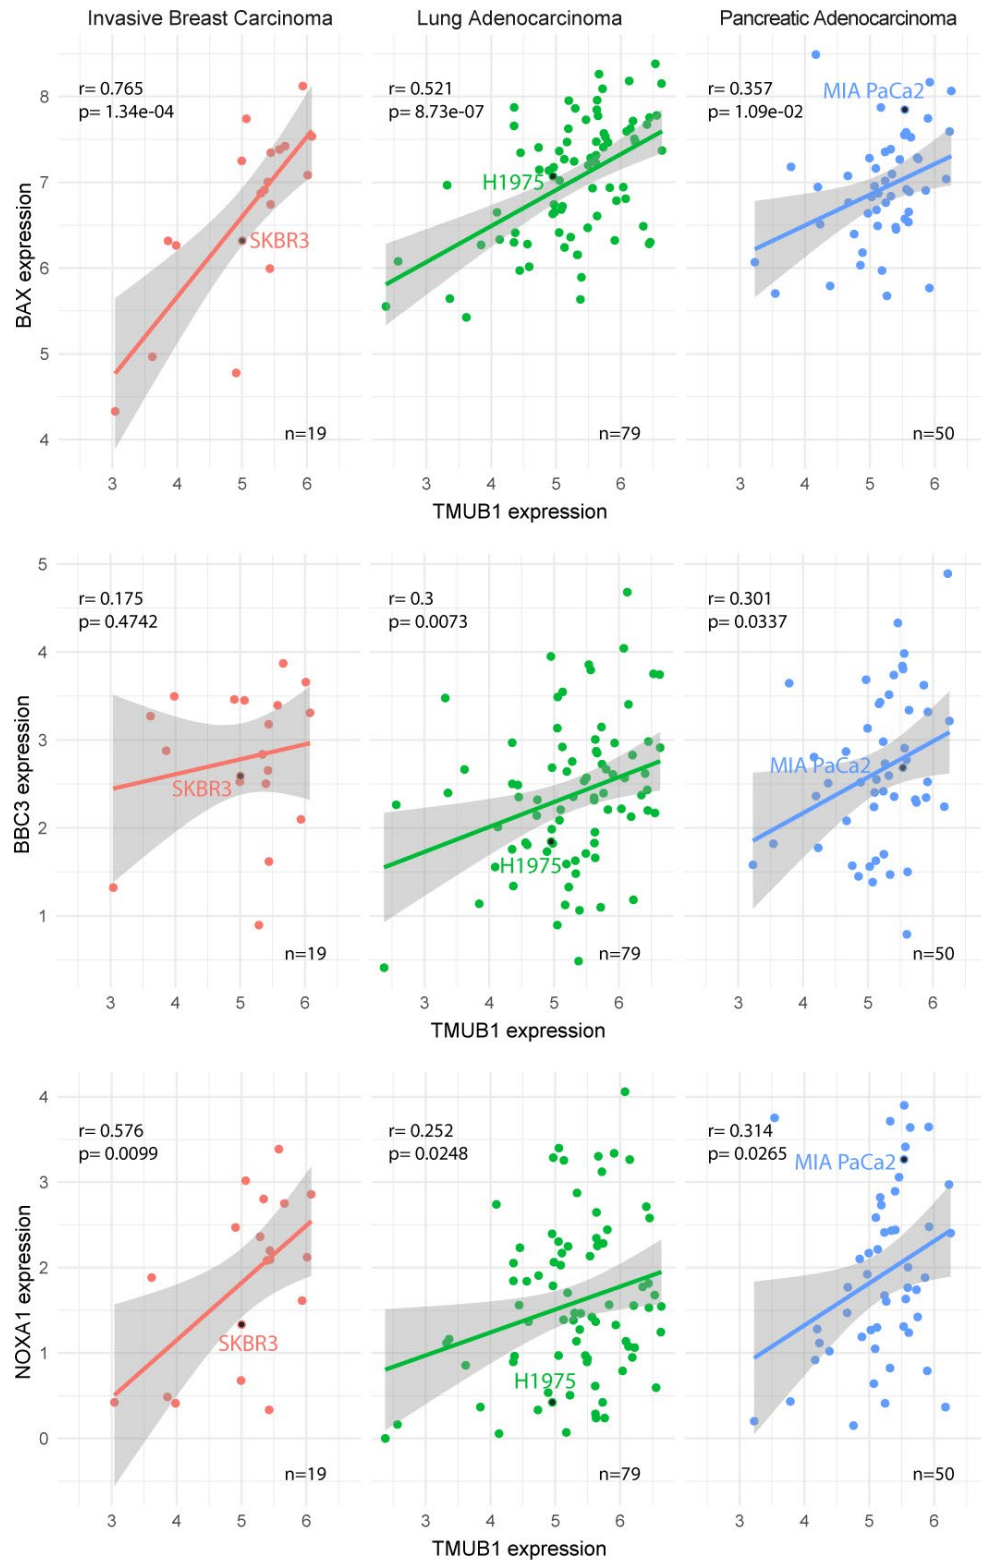 Invasive Breast Carcinoma
Lung Adenocarcinoma
Pancreatic Adenocarcinoma
BAX expression
8
7
6
5
4
r= 0.765
p= 1.34e-04
SKBR3
n=19
r= 0.521
p= 8.73e-07
H1975
n=79
r= 0.357
p= 1.09e-02
MIA PaCa2
n=50
3 4 5 6
3 4 5 6
3 4 5 6
TMUB1 expression
BBC3 expression
5
4
3
2
1
r= 0.175
p= 0.4742
SKBR3
n=19
r= 0.3
p= 0.0073
H1975
n=79
r= 0.301
p= 0.0337
MIA PaCa2
n=50
3 4 5 6
3 4 5 6
3 4 5 6
TMUB1 expression
NOXA1 expression
4
3
2
1
0
r= 0.576
p= 0.0099
SKBR3
n=19
r= 0.252
p= 0.0248
H1975
n=79
r= 0.314
p= 0.0265
MIA PaCa2
n=50
3 4 5 6
3 4 5 6
3 4 5 6
TMUB1 expression